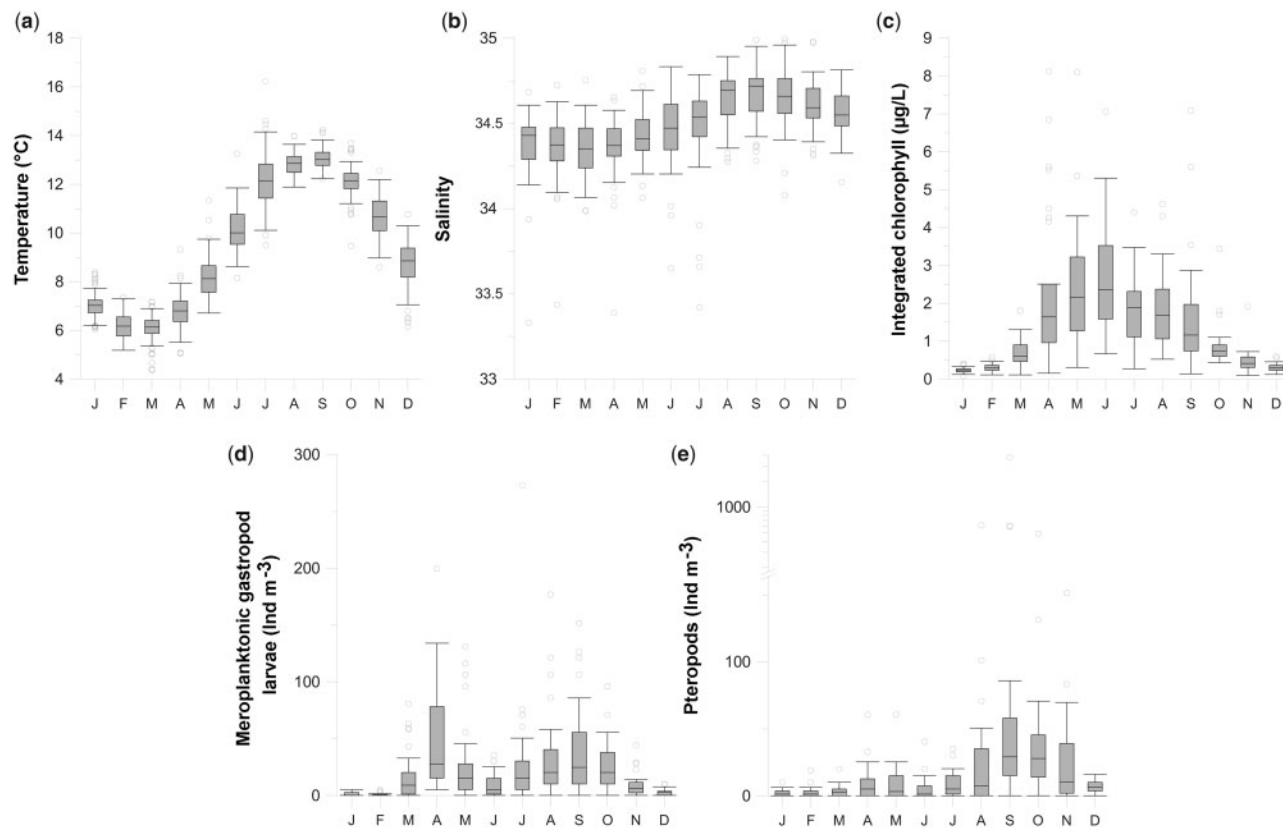 (a)
Temperature (°C)
18
16
14
12
10
8
6
4
J F M A M J J A S O N D
(b)
Salinity
35
34.5
34
33.5
33
J F M A M J J A S O N D
(c)
Integrated chlorophyll (µg/L)
9
8
7
6
5
4
3
2
1
0
J F M A M J J A S O N D
(d)
Meroplanktonic gastropod
larvae (Ind m-3)
300
200
100
0
J F M A M J J A S O N D
(e)
Pteropods (Ind m-3)
1000
100
0
J F M A M J J A S O N D